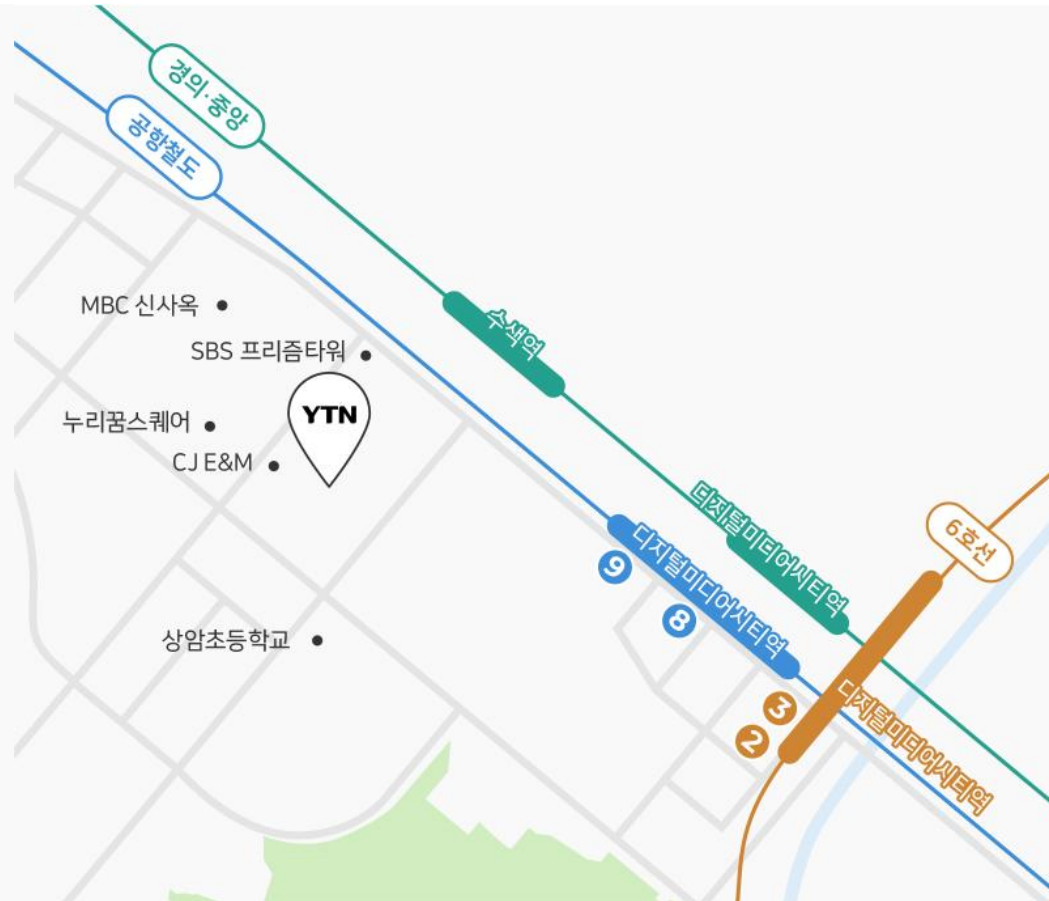 경의·중앙
공항철도
MBC 신사옥
수색역
SBS 프리즘타워
YTN
누리꿈스퀘어
CJ E&M
디지털미디어시티역
6호선
디지털미디어시티역
9
8
상암초등학교
디지털미디어시티역
3
2